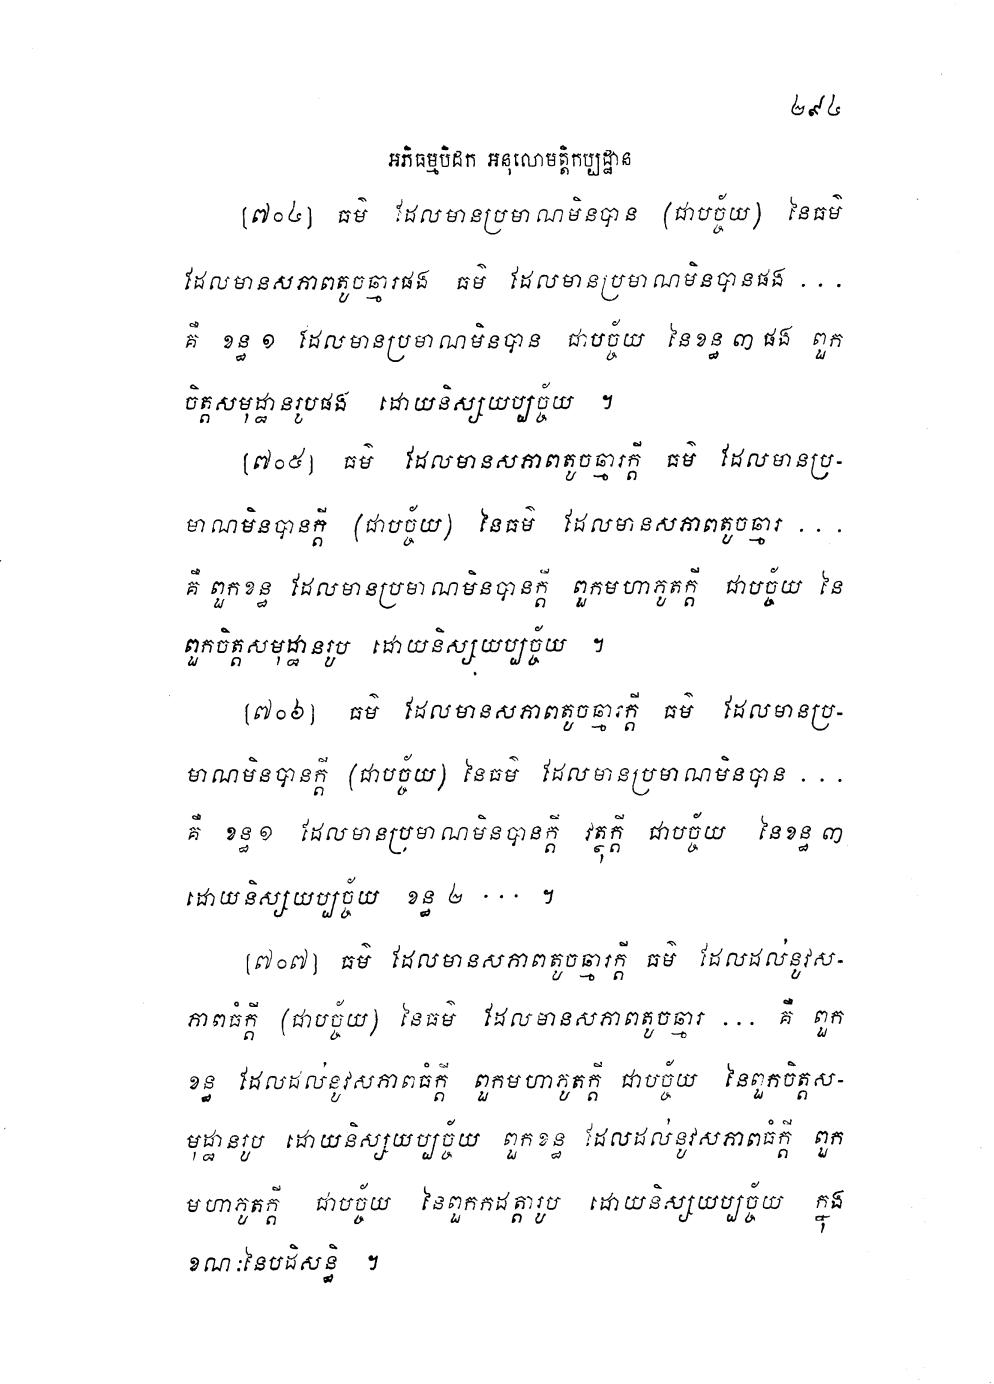 ២៩៤
អភិធម្មបិដក អនុលោមត្តិកប្បដ្ឋាន
[៧០៤] ធម៌ ដែលមានប្រមាណមិនបាន (ជាបច្ច័យ) នៃធម៌
ដែលមានសភាពតូចឆ្មារផង ធម៌ ដែលមានប្រមាណមិនបានផង . . .
គឺ ខន្ធ ១ ដែលមានប្រមាណមិនបាន ជាបច្ច័យ នៃខន្ធ ៣ ផង ពួក
ចិត្តសមុដ្ឋានរូបផង ដោយនិស្សយប្បច្ច័យ ។
[៧០៥] ធម៌ ដែលមានសភាពតូចឆ្មារក្តី ធម៌ ដែលមានប្រ-
មាណមិនបានក្តី (ជាបច្ច័យ) នៃធម៌ ដែលមានសភាពតូចឆ្មារ . . .
គឺ ពួកខន្ធ ដែលមានប្រមាណមិនបានក្តី ពួកមហាភូតក្តី ជាបច្ច័យ នៃ
ពួកចិត្តសមុដ្ឋានរូប ដោយនិស្សយប្បច្ច័យ ។
[៧០៦] ធម៌ ដែលមានសភាពតូចឆ្មារក្តី ធម៌ ដែលមានប្រ-
មាណមិនបានក្តី (ជាបច្ច័យ) នៃធម៌ ដែលមានប្រមាណមិនបាន . . .
គឺ ខន្ធ ១ ដែលមានប្រមាណមិនបានក្តី វត្ថុក្តី ជាបច្ច័យ នៃខន្ធ ៣
ដោយនិស្សយប្បច្ច័យ ខន្ធ ២ . . . ។
[៧០៧] ធម៌ ដែលមានសភាពតូចឆ្មារក្តី ធម៌ ដែលដល់នូវស-
ភាពធំក្តី (ជាបច្ច័យ) នៃធម៌ ដែលមានសភាពតូចឆ្មារ ... គឺ ពួក
ខន្ធ ដែលដល់នូវសភាពធំក្តី ពួកមហាភូតក្តី ជាបច្ច័យ នៃពួកចិត្តស-
មុដ្ឋានរូប ដោយនិស្សយប្បច្ច័យ ពួកខន្ធ ដែលដល់នូវសភាពធំក្តី ពួក
មហាភូតក្តី ជាបច្ច័យ នៃពួកកដត្តារូប ដោយនិស្សយប្បច្ច័យ ក្នុង
ខណៈនៃបដិសន្ធិ ។